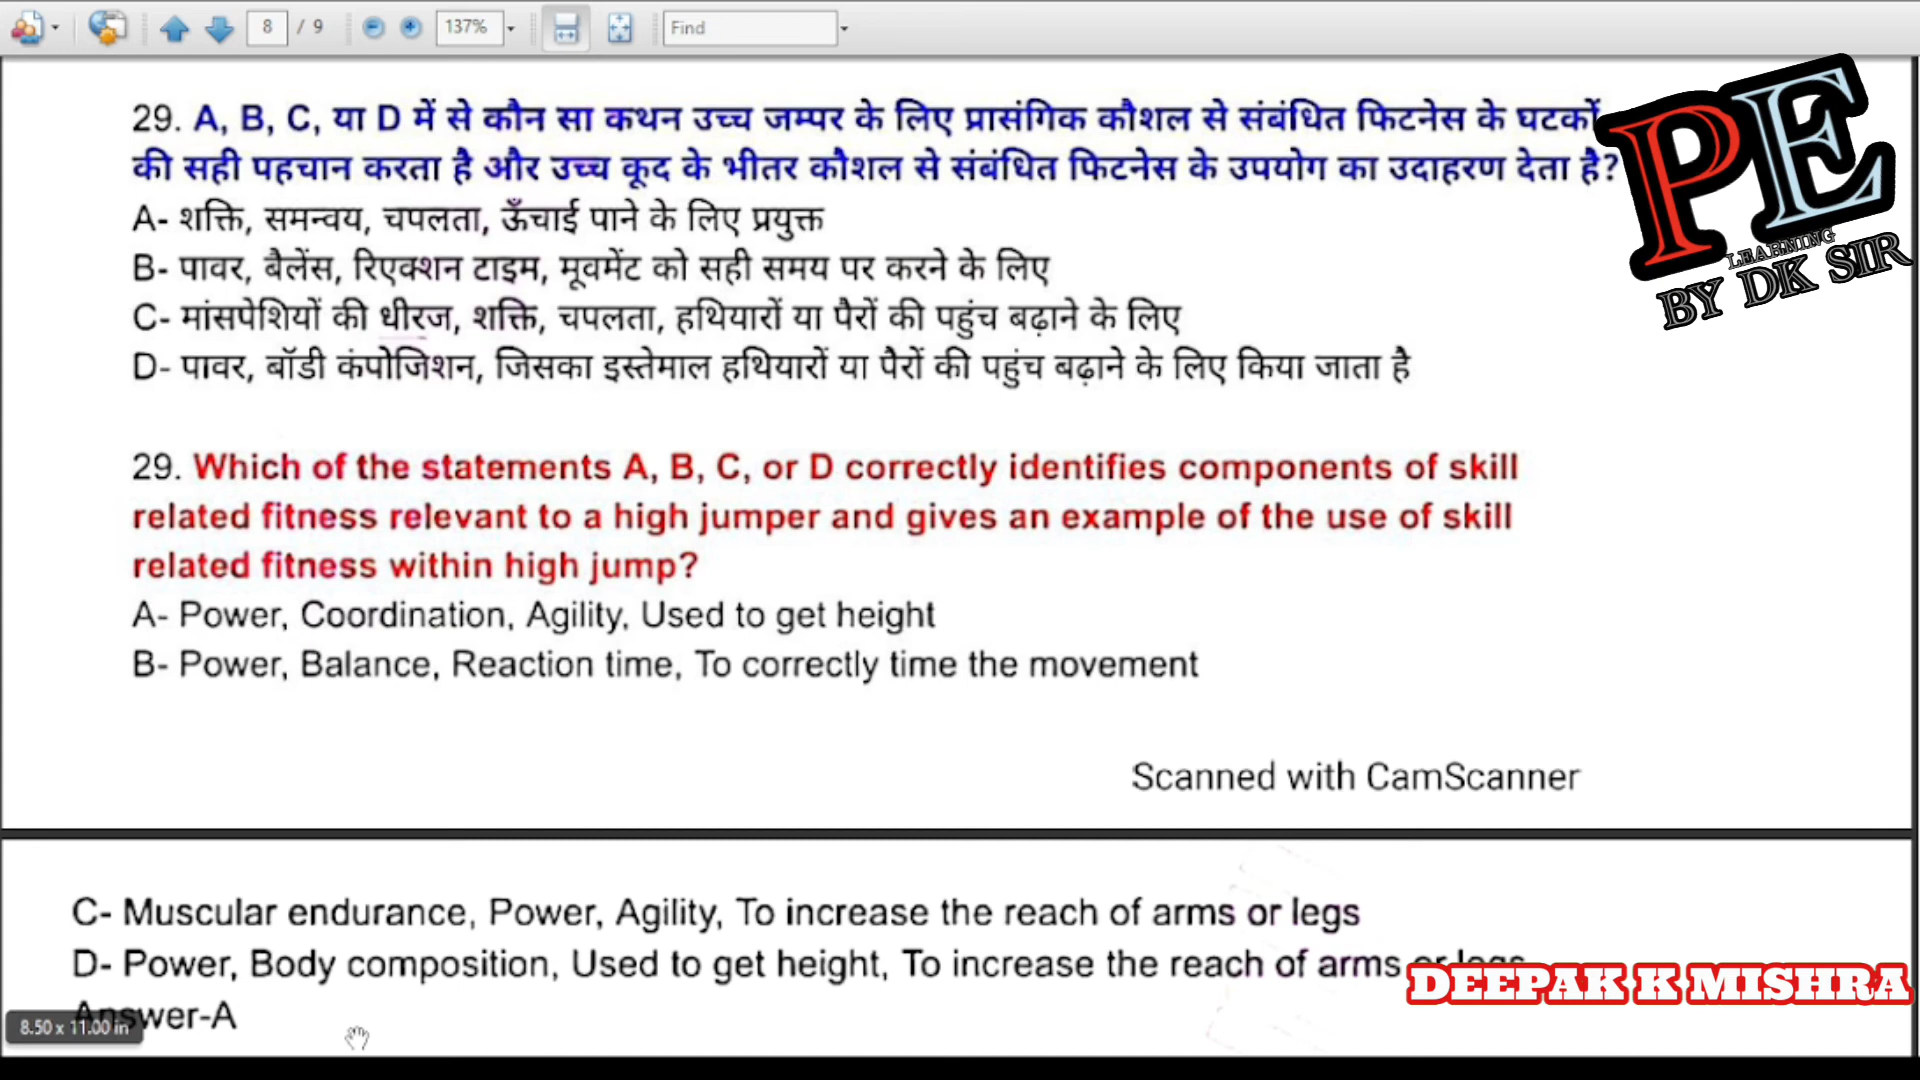 8 / 9 137% Find
29. A, B, C, या D में से कौन सा कथन उच्च जम्पर के लिए प्रासंगिक कौशल से संबंधित फिटनेस के घटकों
की सही पहचान करता है और उच्च कूद के भीतर कौशल से संबंधित फिटनेस के उपयोग का उदाहरण देता है?
A- शक्ति, समन्वय, चपलता, ऊँचाई पाने के लिए प्रयुक्त
B- पावर, बैलेंस, रिएक्शन टाइम, मूवमेंट को सही समय पर करने के लिए
C- मांसपेशियों की धीरज, शक्ति, चपलता, हथियारों या पैरों की पहुंच बढ़ाने के लिए
D- पावर, बॉडी कंपोजिशन, जिसका इस्तेमाल हथियारों या पैरों की पहुंच बढ़ाने के लिए किया जाता है
PE
LEARNING
BY DK SIR
29. Which of the statements A, B, C, or D correctly identifies components of skill
related fitness relevant to a high jumper and gives an example of the use of skill
related fitness within high jump?
A- Power, Coordination, Agility, Used to get height
B- Power, Balance, Reaction time, To correctly time the movement
Scanned with CamScanner
C- Muscular endurance, Power, Agility, To increase the reach of arms or legs
D- Power, Body composition, Used to get height, To increase the reach of arms or legs
DEEPAK K MISHRA
Answer-A
8.50 x 11.00 in